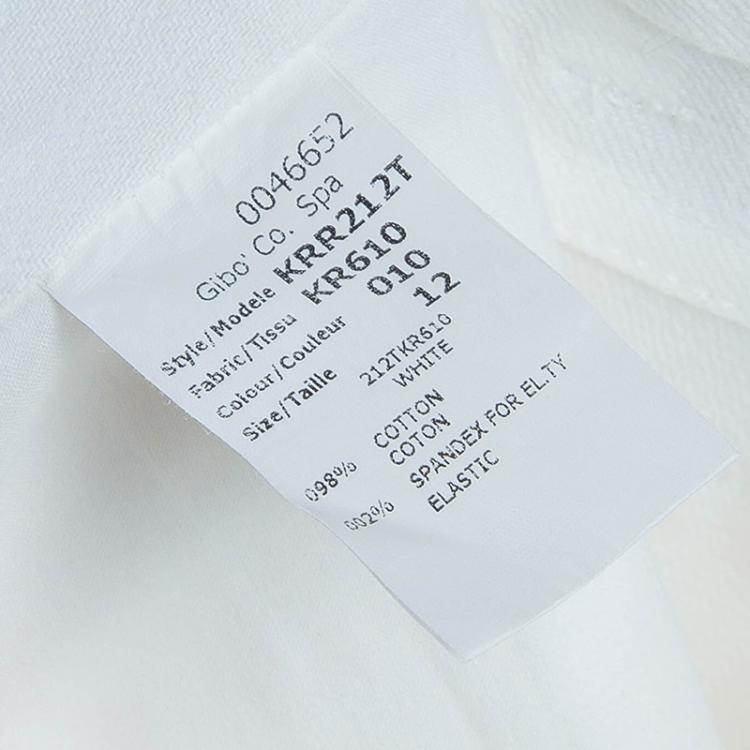 0046652
Gibo' Co. Spa
Style/Modele KRR212T
Fabric/Tissu KR610
Colour/Couleur 010
Size/Taille 12
212TKR610
WHITE
098% COTTON
COTON
002% SPANDEX FOR EL.TY
ELASTIC